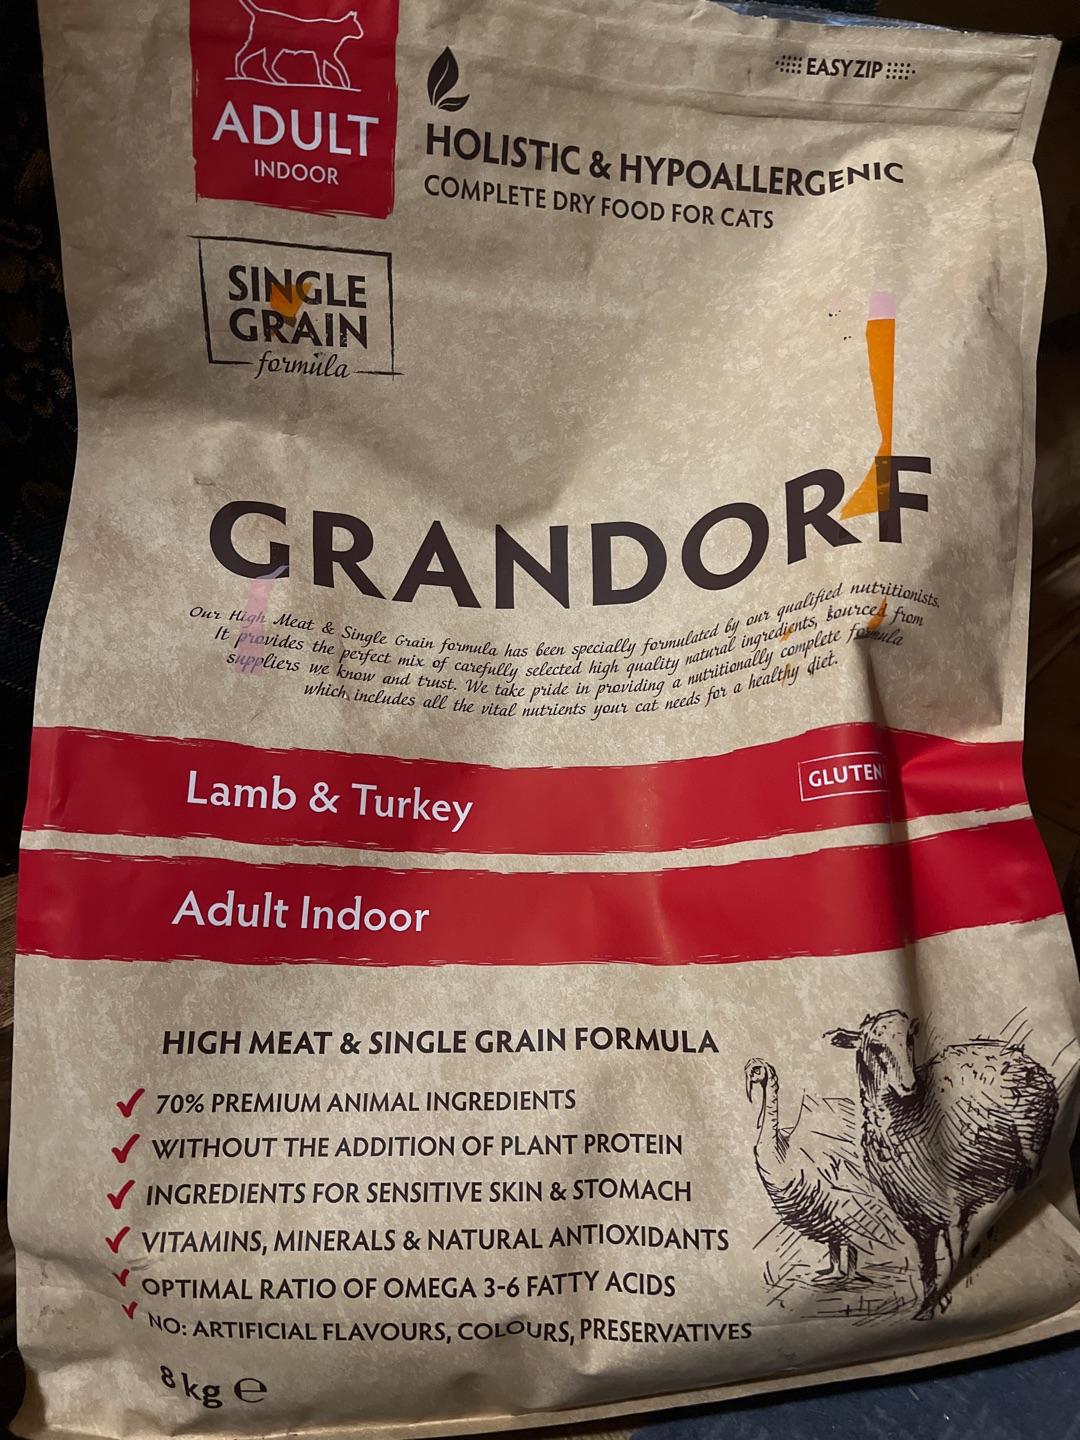 EASY ZIP
ADULT
INDOOR
HOLISTIC & HYPOALLERGENIC
COMPLETE DRY FOOD FOR CATS
SINGLE
GRAIN
formula
GRANDORF
Our High Meat & Single Grain formula has been specially formulated by our qualified nutritionists.
It provides the perfect mix of carefully selected high quality natural ingredients, sourced from
suppliers we know and trust. We take pride in providing a nutritionally complete formula
which includes all the vital nutrients your cat needs for a healthy diet.
Lamb & Turkey
GLUTEN
Adult Indoor
HIGH MEAT & SINGLE GRAIN FORMULA
70% PREMIUM ANIMAL INGREDIENTS
WITHOUT THE ADDITION OF PLANT PROTEIN
INGREDIENTS FOR SENSITIVE SKIN & STOMACH
VITAMINS, MINERALS & NATURAL ANTIOXIDANTS
OPTIMAL RATIO OF OMEGA 3-6 FATTY ACIDS
NO: ARTIFICIAL FLAVOURS, COLOURS, PRESERVATIVES
8 kg ℮